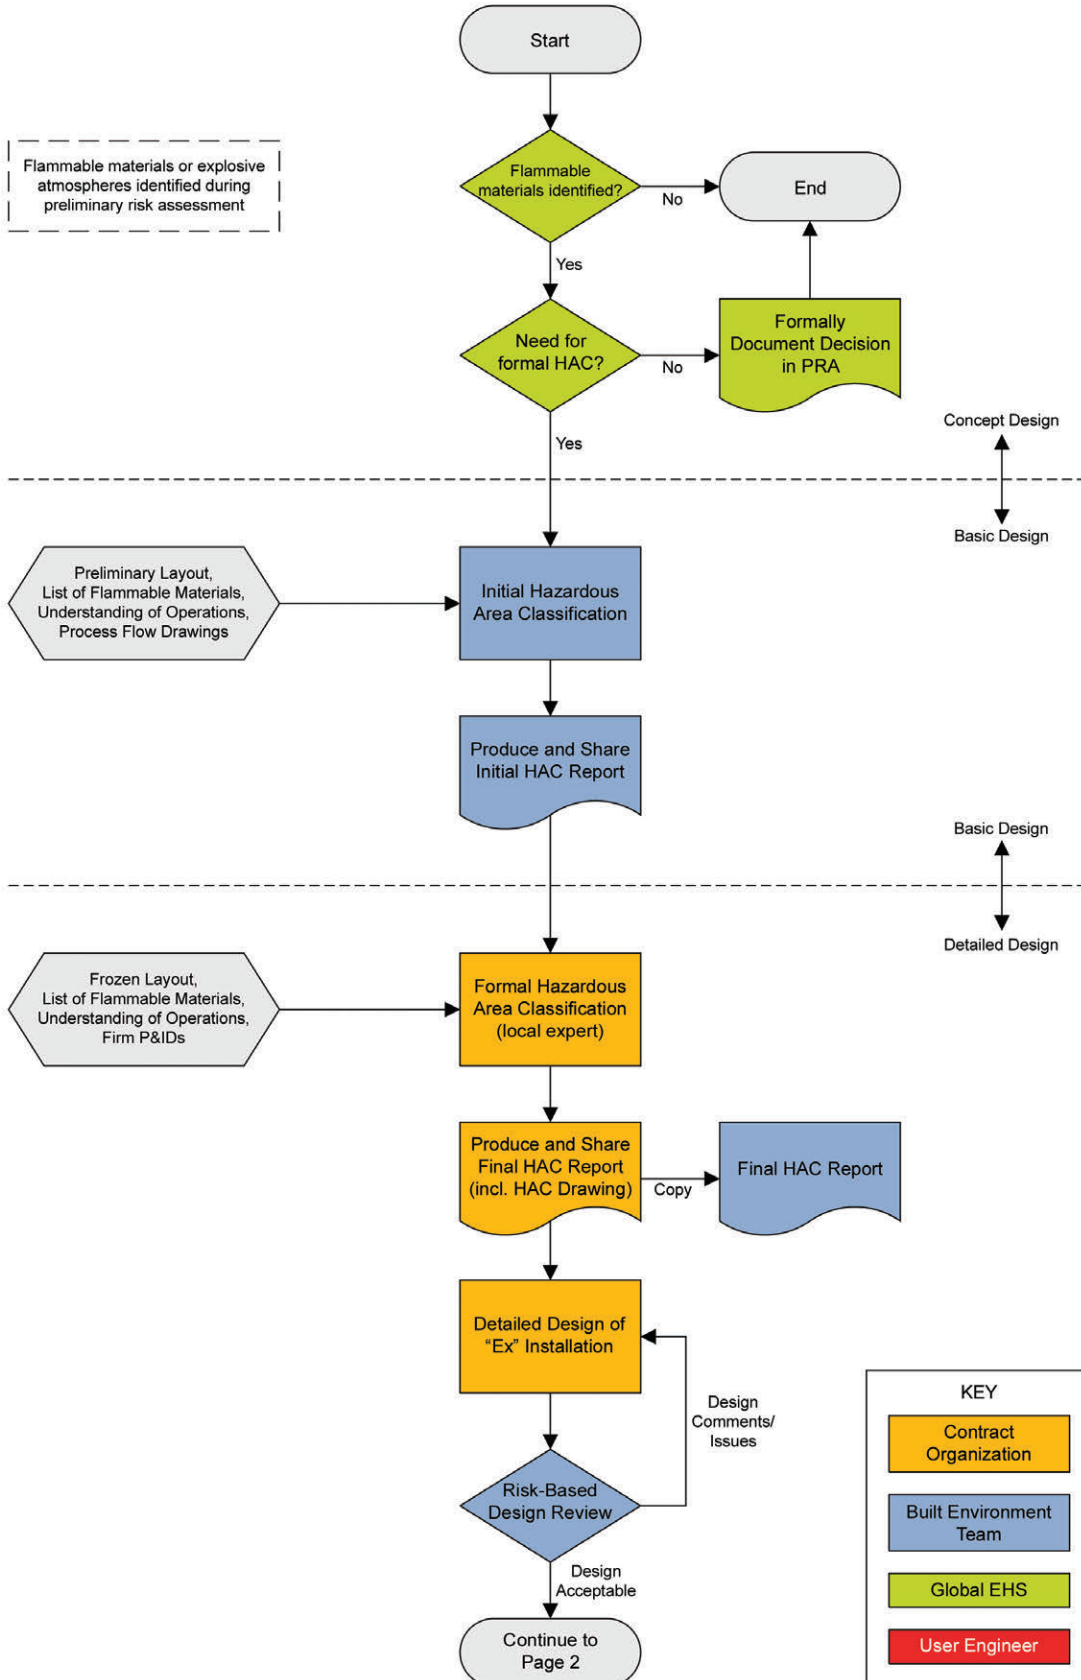 Start
Flammable materials or explosive
atmospheres identified during
preliminary risk assessment
Flammable
materials identified?
No
End
Yes
Need for
formal HAC?
No
Formally
Document Decision
in PRA
Yes
Concept Design
Basic Design
Preliminary Layout,
List of Flammable Materials,
Understanding of Operations,
Process Flow Drawings
Initial Hazardous
Area Classification
Produce and Share
Initial HAC Report
Basic Design
Detailed Design
Frozen Layout,
List of Flammable Materials,
Understanding of Operations,
Firm P&IDs
Formal Hazardous
Area Classification
(local expert)
Produce and Share
Final HAC Report
(incl. HAC Drawing)
Copy
Final HAC Report
Detailed Design of
“Ex” Installation
Design
Comments/
Issues
Risk-Based
Design Review
Design
Acceptable
Continue to
Page 2
KEY
Contract
Organization
Built Environment
Team
Global EHS
User Engineer